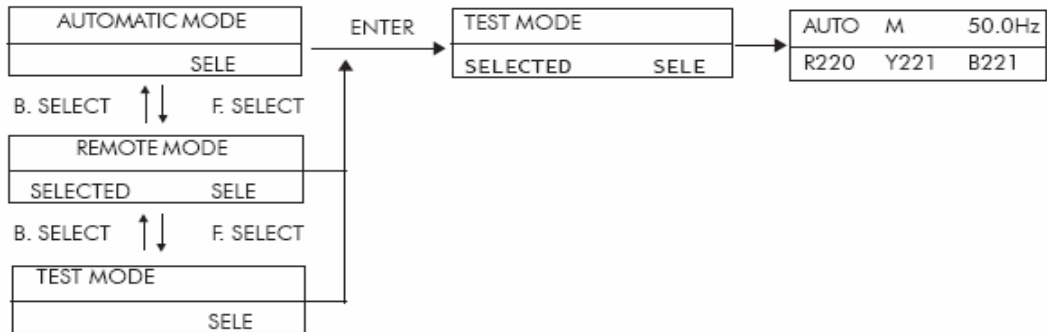 AUTOMATIC MODE
SELE
ENTER
TEST MODE
SELECTED SELE
AUTO M 50.0Hz
R220 Y221 B221
B. SELECT F. SELECT
REMOTE MODE
SELECTED SELE
B. SELECT F. SELECT
TEST MODE
SELE